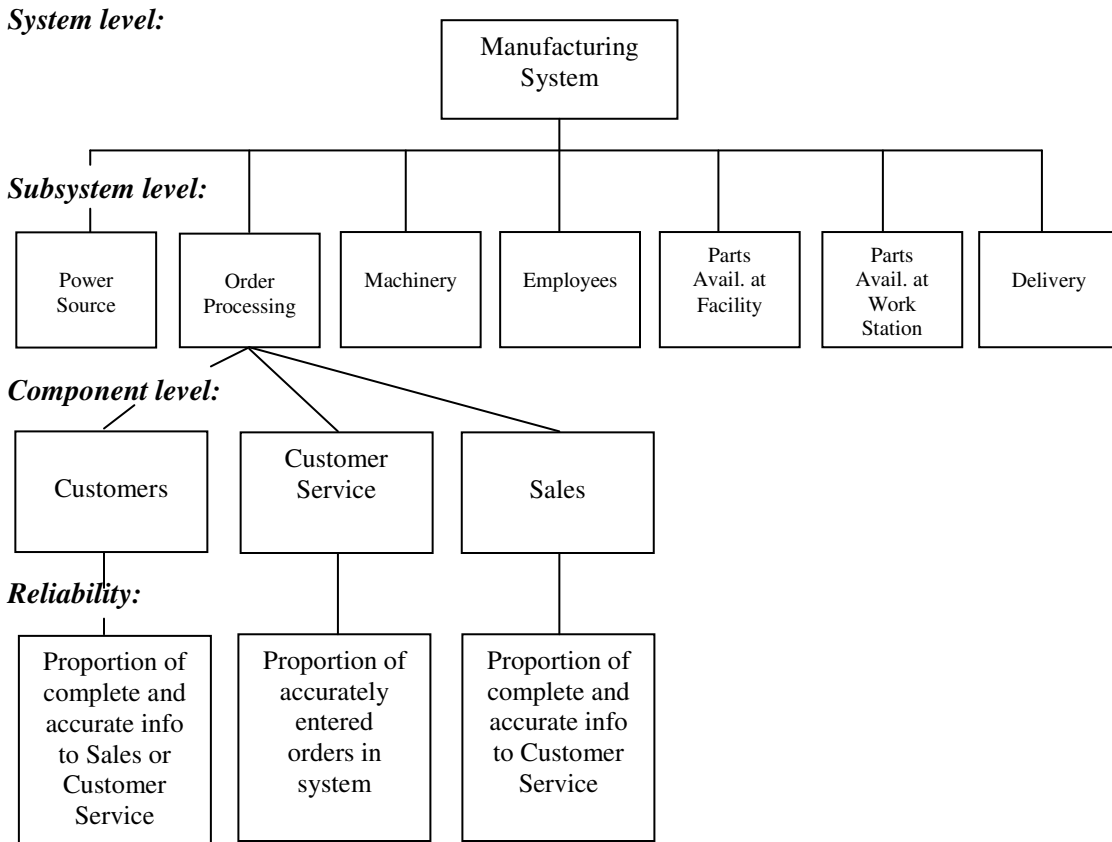 System level:
Manufacturing
System
Subsystem level:
Power
Source
Order
Processing
Machinery
Employees
Parts
Avail. at
Facility
Parts
Avail. at
Work
Station
Delivery
Component level:
Customers
Customer
Service
Sales
Reliability:
Proportion of
complete and
accurate info
to Sales or
Customer
Service
Proportion of
accurately
entered
orders in
system
Proportion of
complete and
accurate info
to Customer
Service